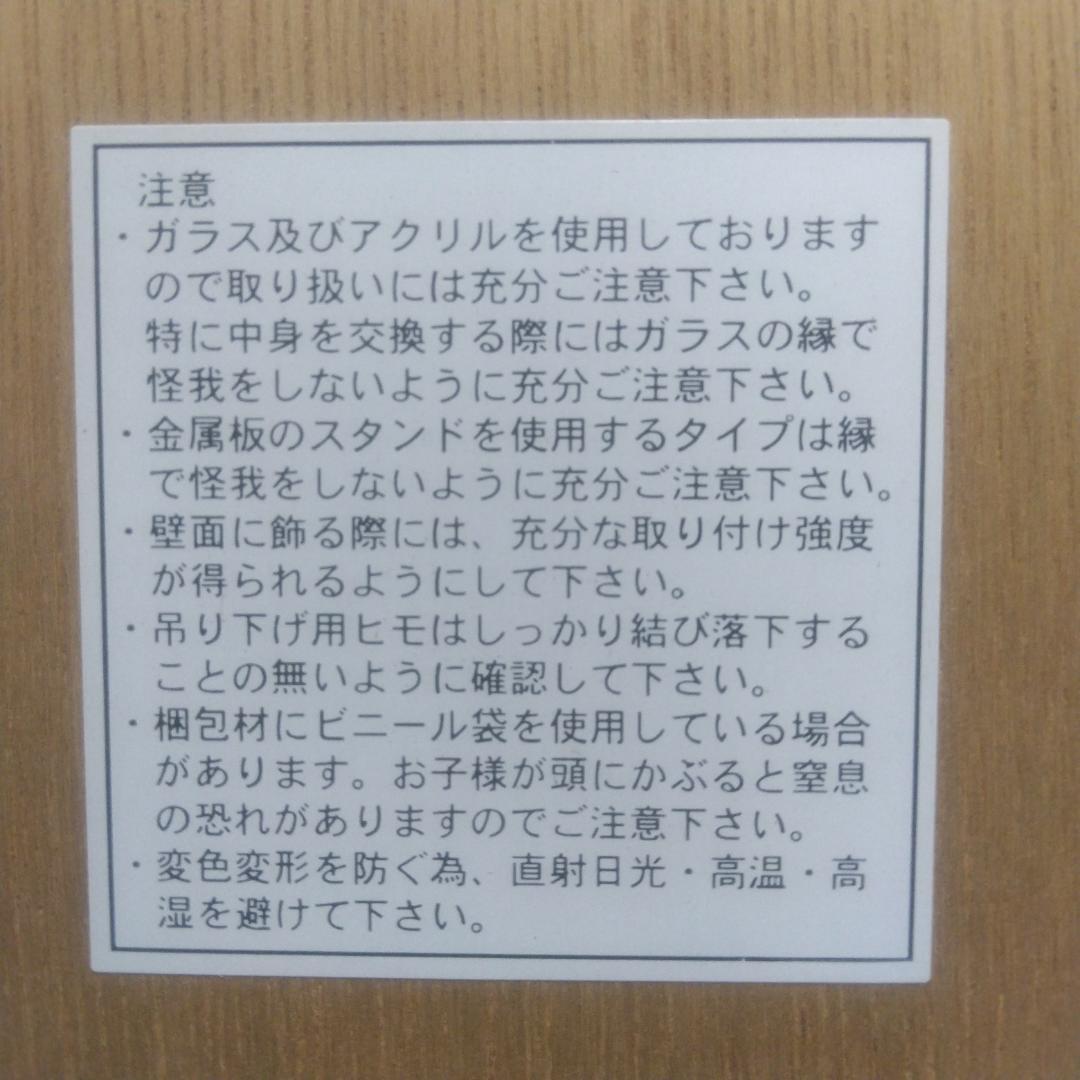 注意
・ガラス及びアクリルを使用しております
ので取り扱いには充分ご注意下さい。
特に中身を交換する際にはガラスの縁で
怪我をしないように充分ご注意下さい。
・金属板のスタンドを使用するタイプは縁
で怪我をしないように充分ご注意下さい。
・壁面に飾る際には、充分な取り付け強度
が得られるようにして下さい。
・吊り下げ用ヒモはしっかり結び落下する
ことの無いように確認して下さい。
・梱包材にビニール袋を使用している場合
があります。お子様が頭にかぶると窒息
の恐れがありますのでご注意下さい。
・変色変形を防ぐ為、直射日光・高温・高
湿を避けて下さい。